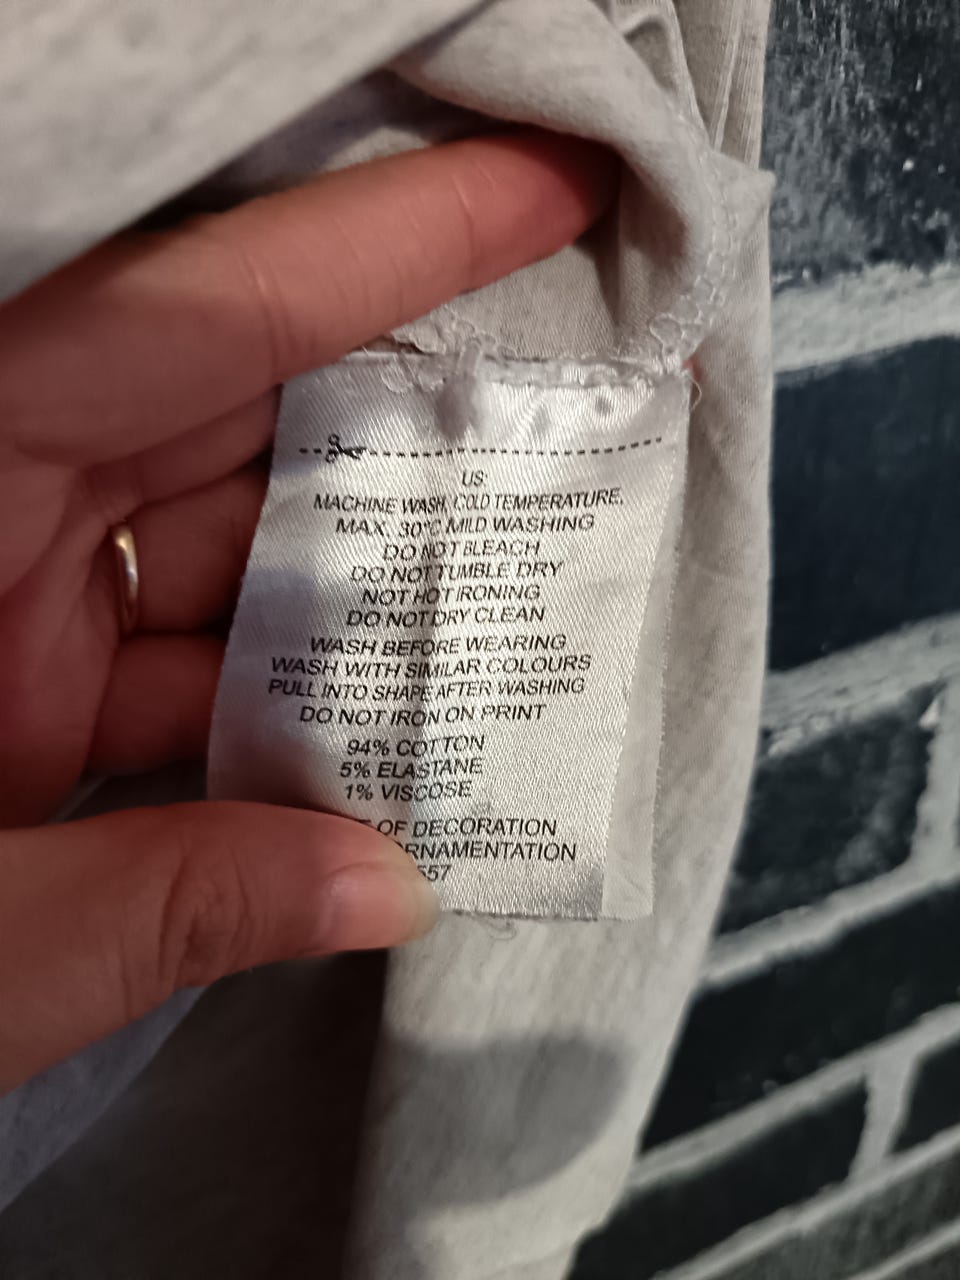 US:
MACHINE WASH, COLD TEMPERATURE.
MAX. 30°C MILD WASHING
DO NOT BLEACH
DO NOT TUMBLE DRY
NOT HOT IRONING
DO NOT DRY CLEAN
WASH BEFORE WEARING
WASH WITH SIMILAR COLOURS
PULL INTO SHAPE AFTER WASHING
DO NOT IRON ON PRINT
94% COTTON
5% ELASTANE
1% VISCOSE
OF DECORATION